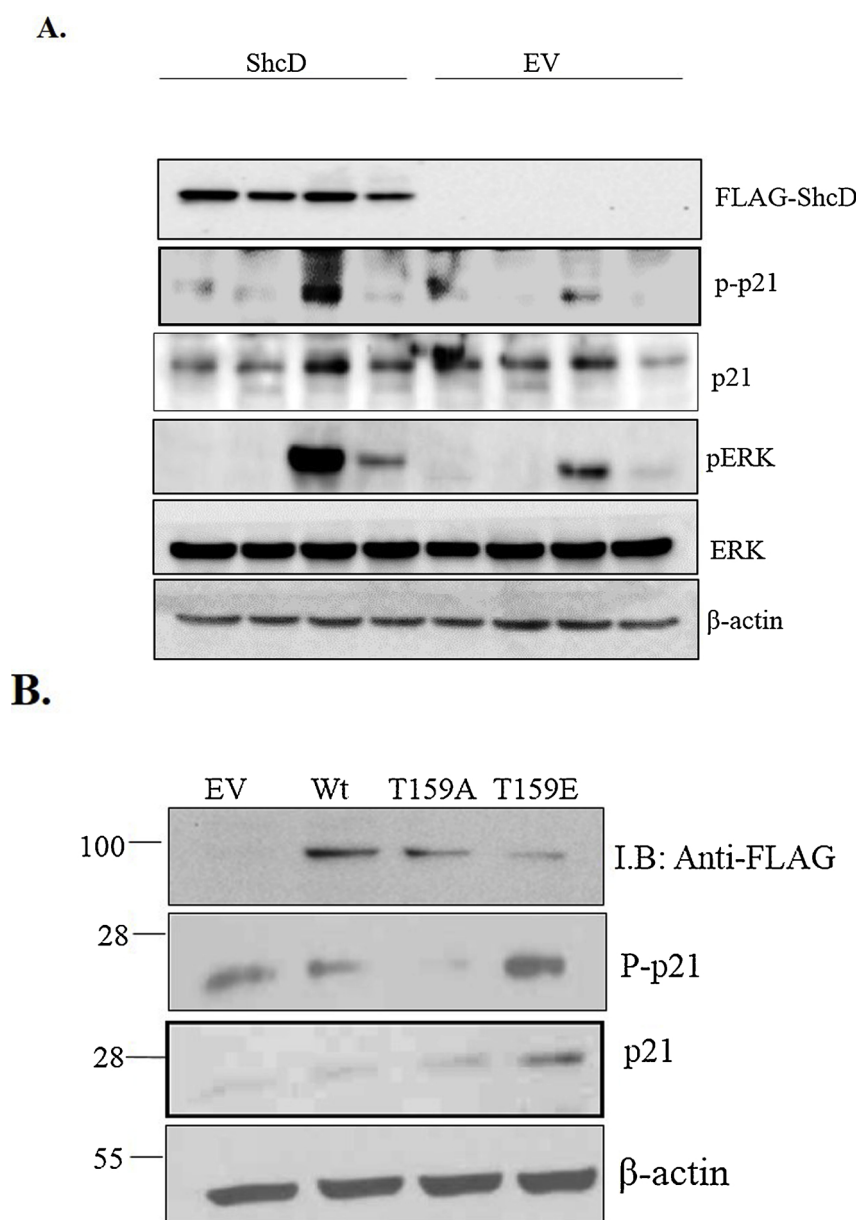 A.
ShcD EV
FLAG-ShcD
p-p21
p21
pERK
ERK
β-actin
B.
EV Wt T159A T159E
100
I.B: Anti-FLAG
28
P-p21
28
p21
55
β-actin